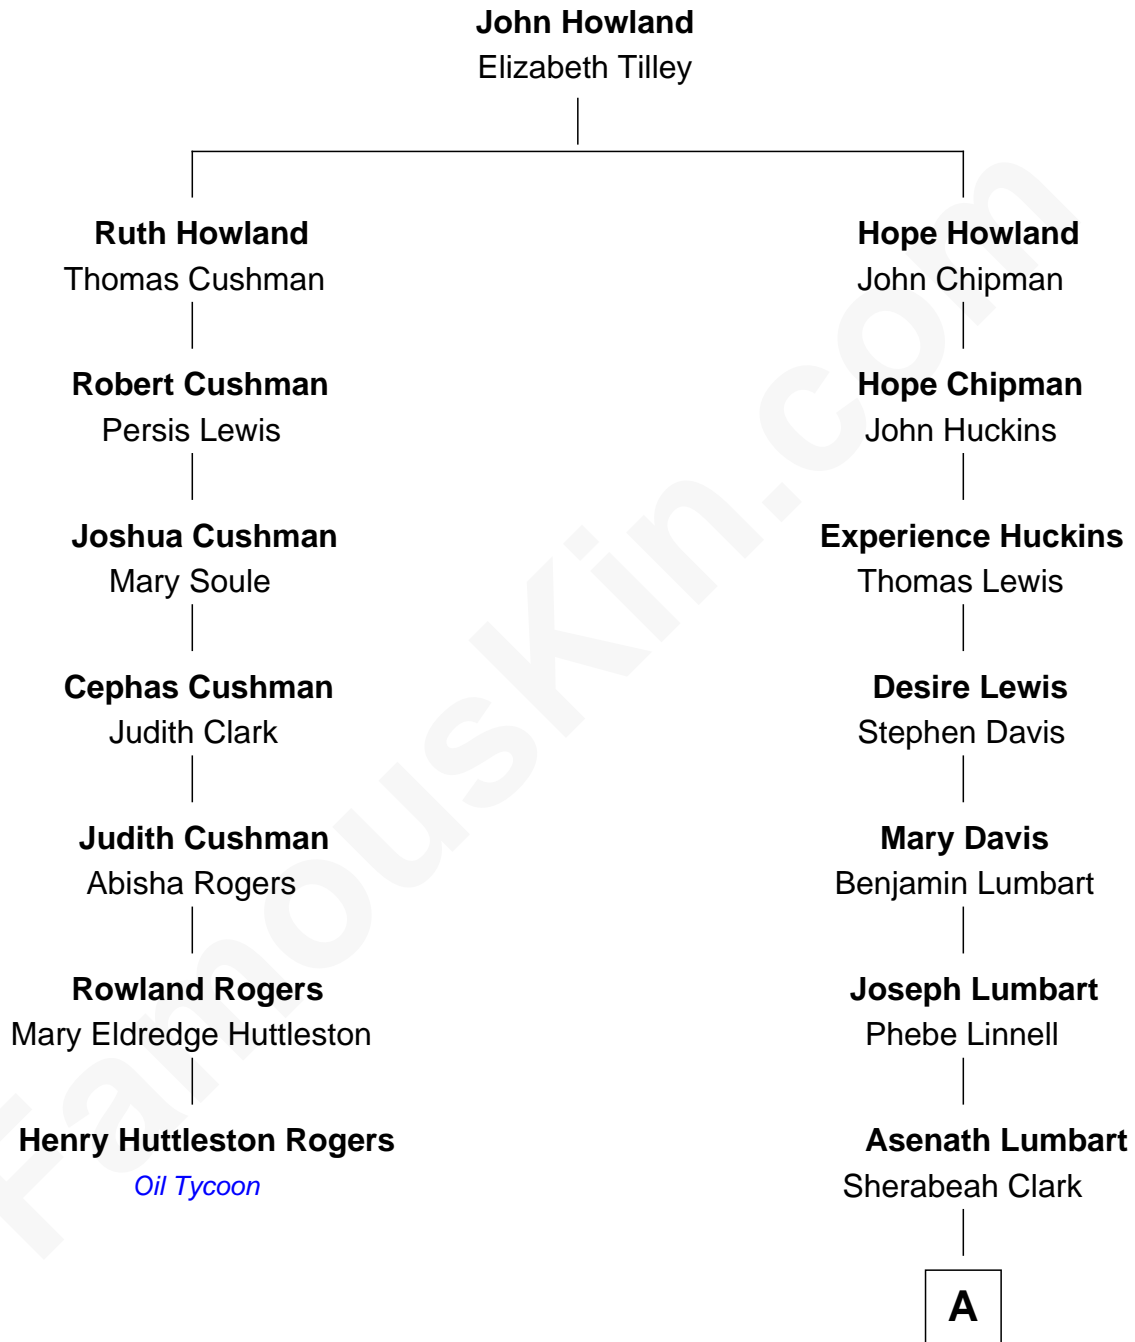 John Howland
Elizabeth Tilley
Ruth Howland
Thomas Cushman
Hope Howland
John Chipman
Robert Cushman
Persis Lewis
Hope Chipman
John Huckins
Joshua Cushman
Mary Soule
Experience Huckins
Thomas Lewis
Cephas Cushman
Judith Clark
Desire Lewis
Stephen Davis
Judith Cushman
Abisha Rogers
Mary Davis
Benjamin Lumbart
Rowland Rogers
Mary Eldredge Huttleston
Joseph Lumbart
Phebe Linnell
Henry Huttleston Rogers
Oil Tycoon
Asenath Lumbart
Sherabeah Clark
A
FamousKin.com